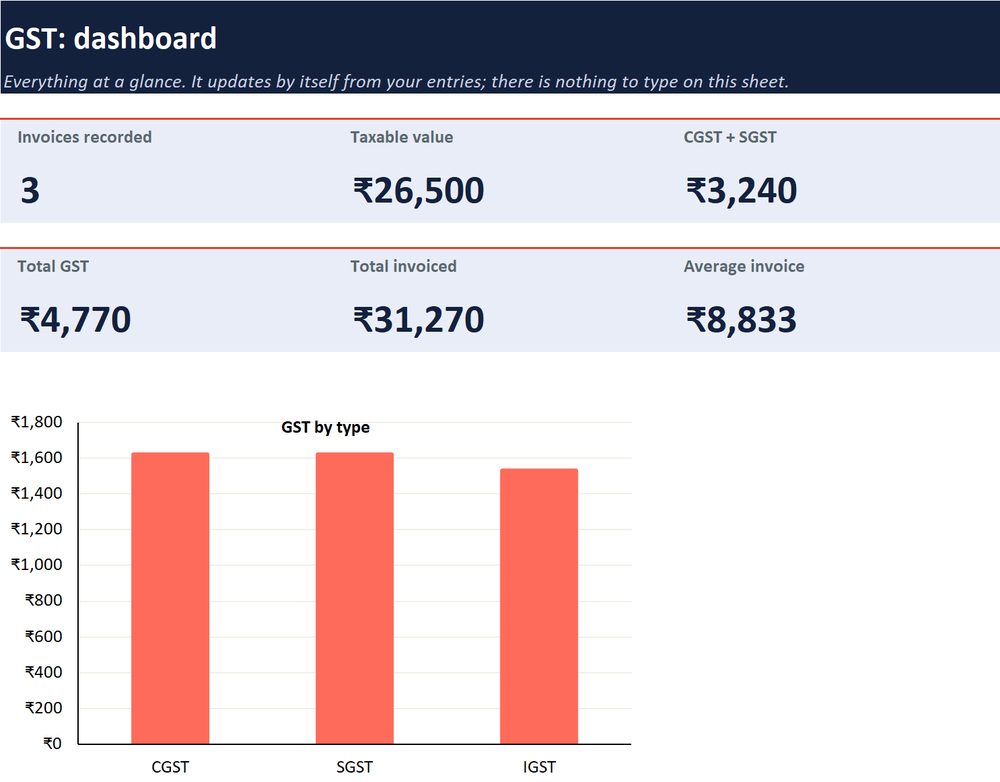 GST: dashboard
Everything at a glance. It updates by itself from your entries; there is nothing to type on this sheet.
Invoices recorded
Taxable value
CGST + SGST
3
₹26,500
₹3,240
Total GST
Total invoiced
Average invoice
₹4,770
₹31,270
₹8,833
GST by type
₹1,800
₹1,600
₹1,400
₹1,200
₹1,000
₹800
₹600
₹400
₹200
₹0
CGST
SGST
IGST